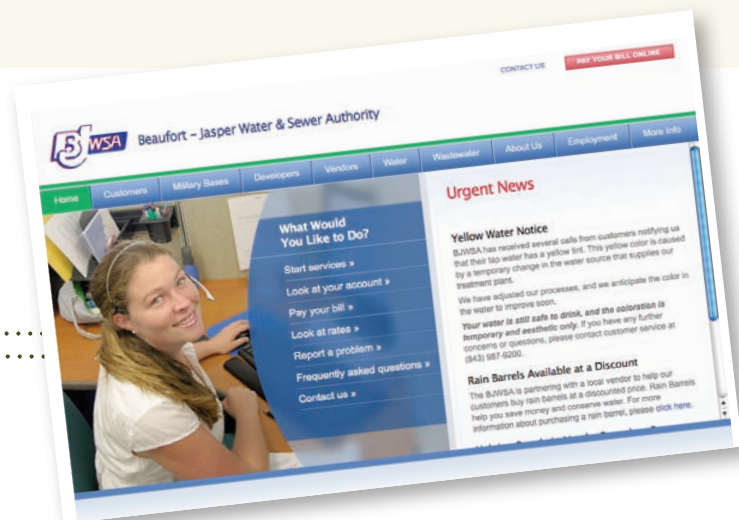 CONTACT US
PAY YOUR BILL ONLINE
BJWSA
Beaufort – Jasper Water & Sewer Authority
Home
Customers
Military Bases
Developers
Vendors
Water
Wastewater
About Us
Employment
More Info
What Would
You Like to Do?
Start services »
Look at your account »
Pay your bill »
Look at rates »
Report a problem »
Frequently asked questions »
Contact us »
Urgent News
Yellow Water Notice
BJWSA has received several calls from customers notifying us
that their tap water has a yellow tint. This yellow color is caused
by a temporary change in the water source that supplies our
treatment plant.
We have adjusted our processes, and we anticipate the color in
the water to improve soon.
Your water is still safe to drink, and the coloration is
temporary and aesthetic only. If you have any further
concerns or questions, please contact customer service at
(843) 987-9200.
Rain Barrels Available at a Discount
The BJWSA is partnering with a local vendor to help our
customers buy rain barrels at a discounted price. Rain Barrels
help you save money and conserve water. For more
information about purchasing a rain barrel, please click here.